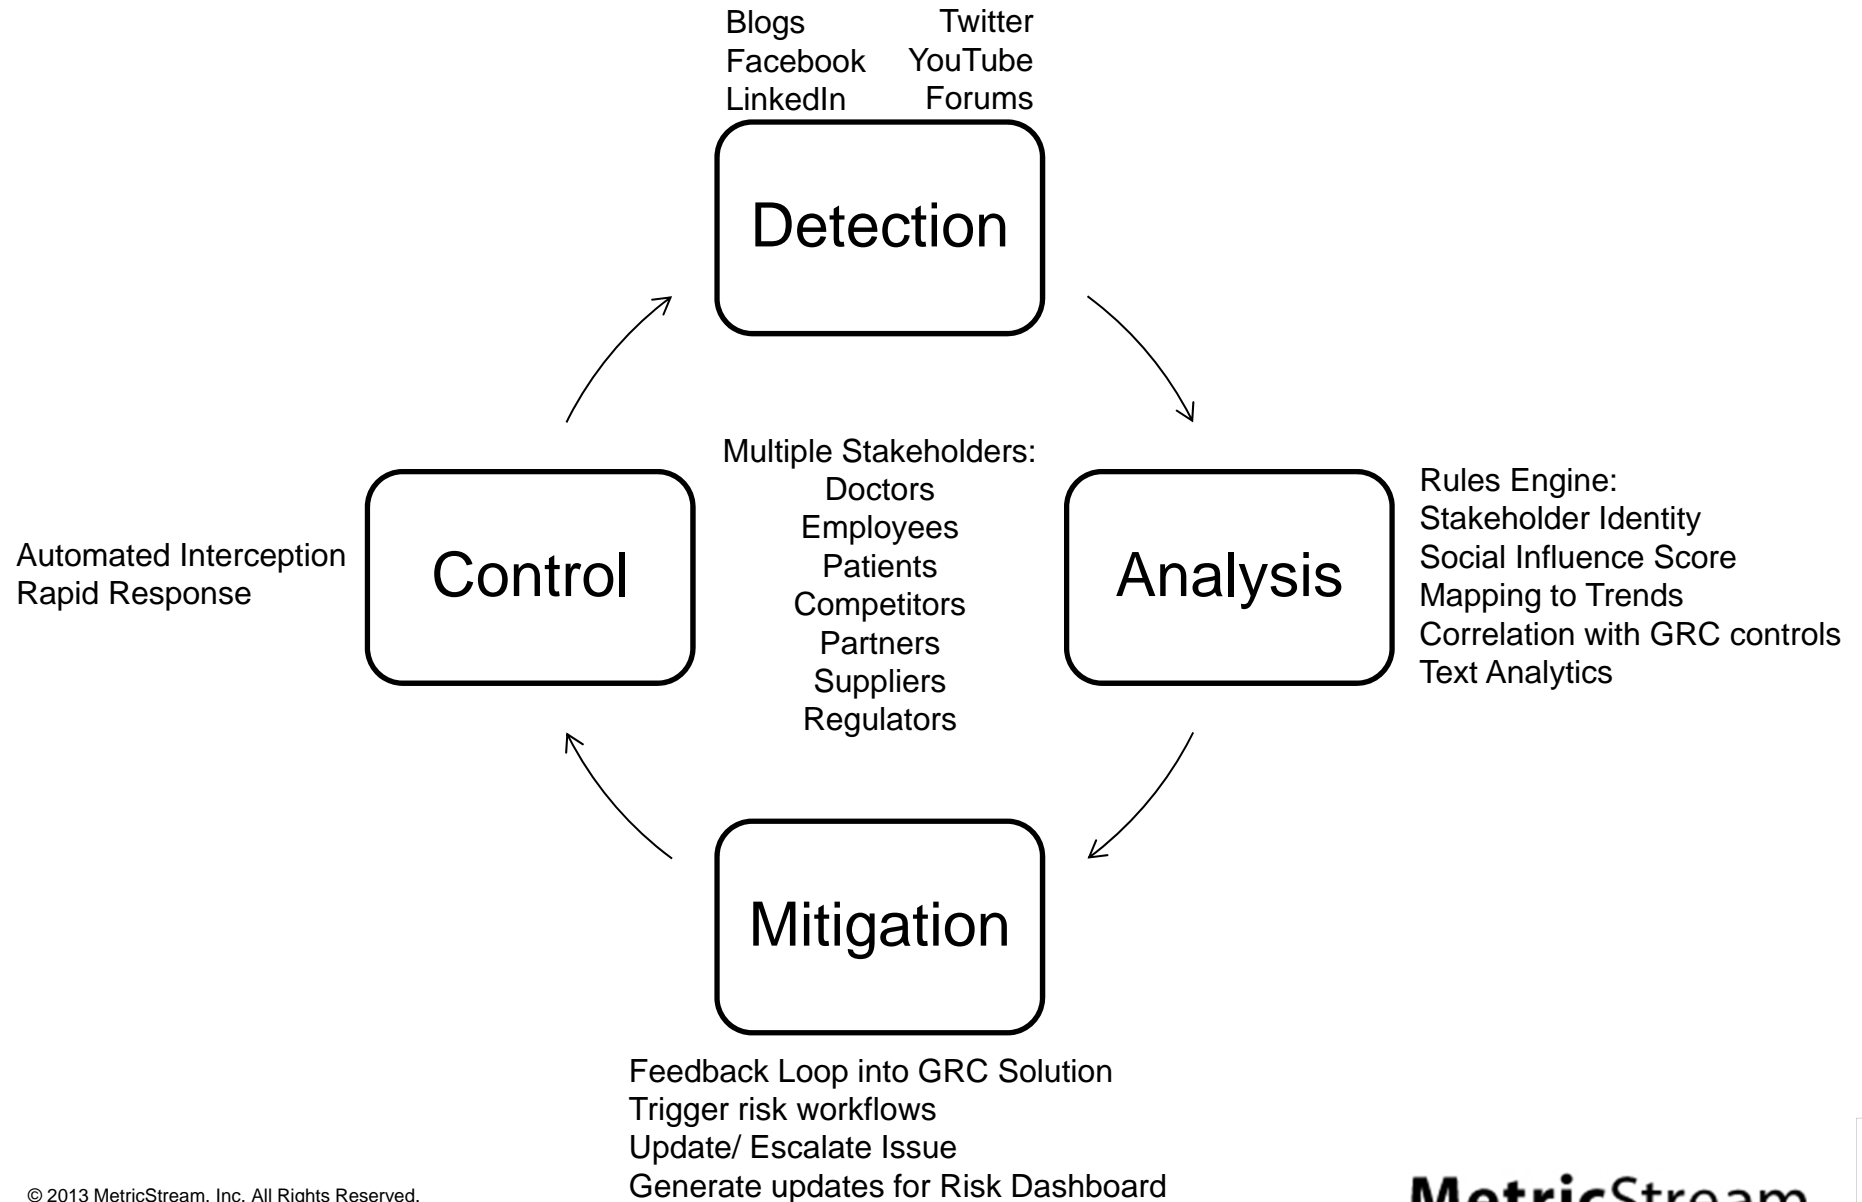 Blogs Twitter
Facebook YouTube
LinkedIn Forums
Detection
Multiple Stakeholders:
Doctors
Employees
Patients
Competitors
Partners
Suppliers
Regulators
Automated Interception
Rapid Response
Control
Analysis
Rules Engine:
Stakeholder Identity
Social Influence Score
Mapping to Trends
Correlation with GRC controls
Text Analytics
Mitigation
Feedback Loop into GRC Solution
Trigger risk workflows
Update/ Escalate Issue
Generate updates for Risk Dashboard
© 2013 MetricStream, Inc. All Rights Reserved.
MetricStream